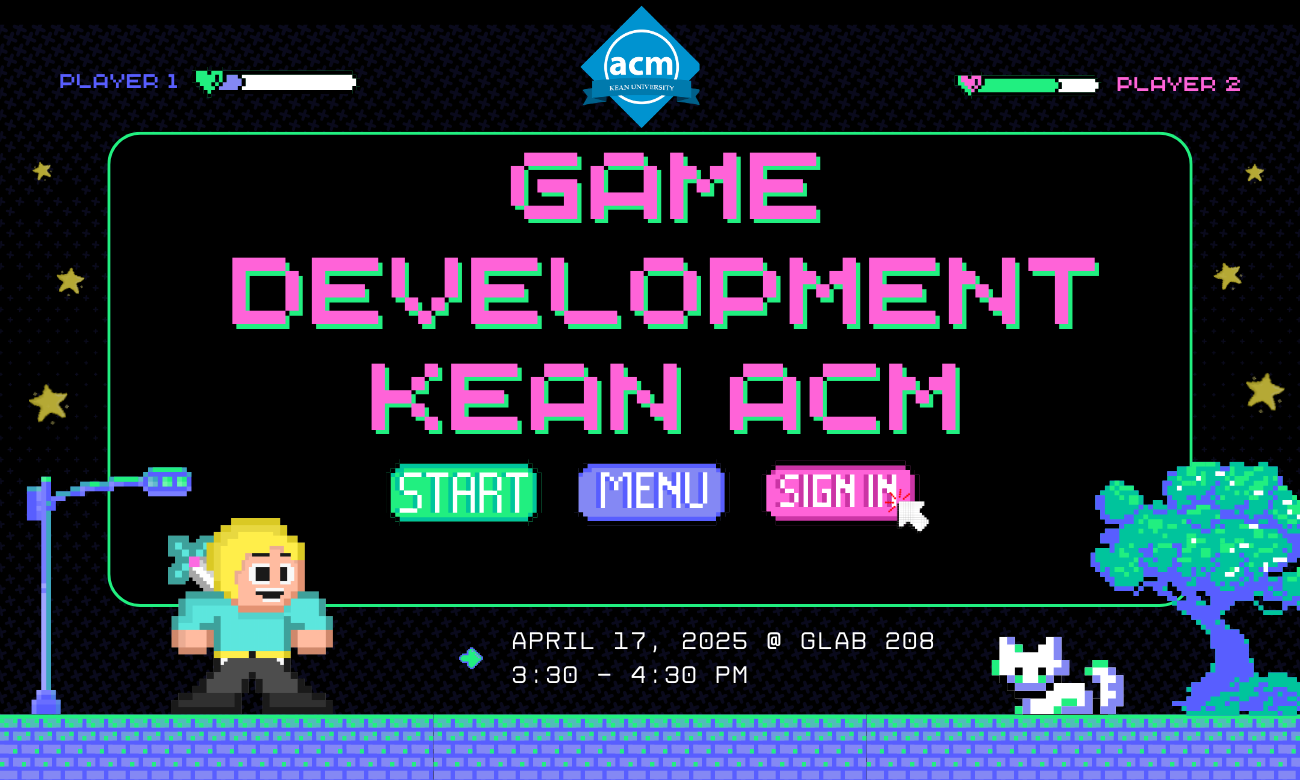 acm
KEAN UNIVERSITY
PLAYER 1
PLAYER 2
GAME
DEVELOPMENT
KEAN ACM
START
MENU
SIGN IN
APRIL 17, 2025 @ GLAB 208
3:30 - 4:30 PM